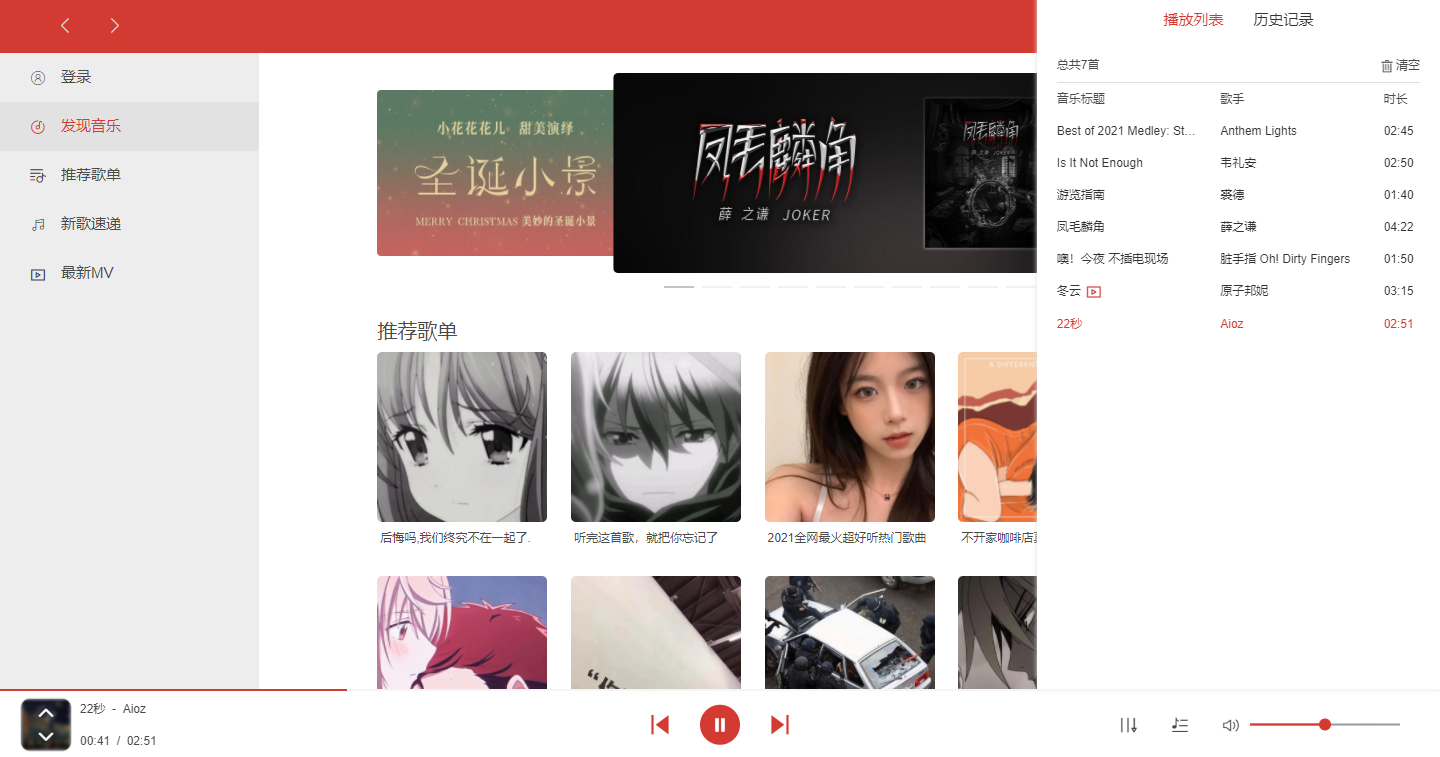 登录
发现音乐
推荐歌单
新歌速递
最新MV
小花花花儿 甜美演绎
圣诞小景
MERRY CHRISTMAS 美妙的圣诞小景
凤毛麟角
薛之谦 JOKER
凤毛麟角
推荐歌单
A DIFFERENT
后悔吗,我们终究不在一起了.
听完这首歌，就把你忘记了
2021全网最火超好听热门歌曲
不开家咖啡店
播放列表 历史记录
总共7首 清空
音乐标题 歌手 时长
Best of 2021 Medley: St… Anthem Lights 02:45
Is It Not Enough 韦礼安 02:50
游览指南 裘德 01:40
凤毛麟角 薛之谦 04:22
噢！今夜 不插电现场 脏手指 Oh! Dirty Fingers 01:50
冬云 原子邦妮 03:15
22秒 Aioz 02:51
22秒 - Aioz
00:41 / 02:51